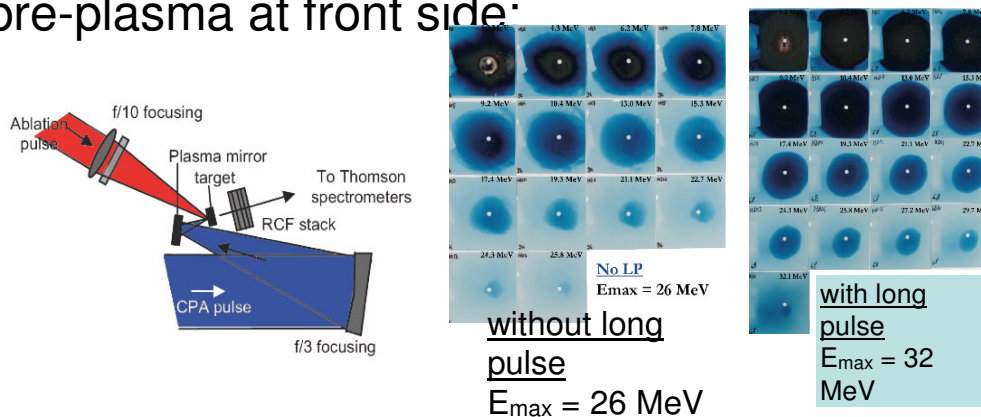 pre-plasma at front side:
f/10 focusing
Ablation
pulse
Plasma mirror
target
To Thomson
spectrometers
RCF stack
CPA pulse
f/3 focusing
4.3 MeV
6.2 MeV
7.8 MeV
9.2 MeV
10.4 MeV
13.0 MeV
15.3 MeV
17.4 MeV
19.3 MeV
21.1 MeV
22.7 MeV
24.3 MeV
25.8 MeV
No LP
Emax = 26 MeV
without long
pulse
Emax = 26 MeV
9.2 MeV
10.4 MeV
13.0 MeV
15.3 M
17.4 MeV
19.3 MeV
21.1 MeV
22.7 M
24.3 MeV
25.8 MeV
27.2 MeV
29.7 M
32.1 MeV
with long
pulse
Emax = 32
MeV